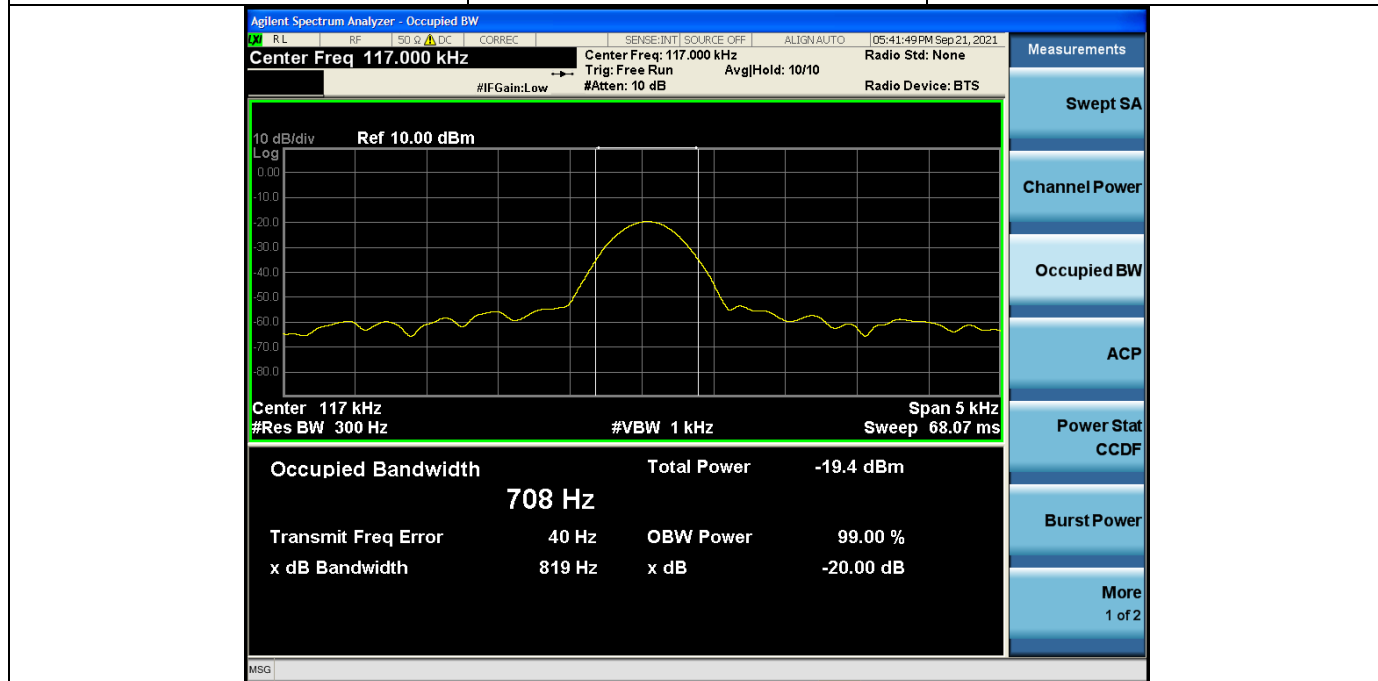 Agilent Spectrum Analyzer - Occupied BW
LXI RL RF 50 Ω DC CORREC SENSE:INT SOURCE OFF ALIGN AUTO 05:41:49 PM Sep 21, 2021
Center Freq 117.000 kHz
Center Freq: 117.000 kHz
Radio Std: None
Trig: Free Run Avg|Hold: 10/10
#IFGain:Low
#Atten: 10 dB
Radio Device: BTS
10 dB/div Ref 10.00 dBm
Log
0.00
-10.0
-20.0
-30.0
-40.0
-50.0
-60.0
-70.0
-80.0
Center 117 kHz Span 5 kHz
#Res BW 300 Hz #VBW 1 kHz Sweep 68.07 ms
Occupied Bandwidth Total Power -19.4 dBm
708 Hz
Transmit Freq Error 40 Hz OBW Power 99.00 %
x dB Bandwidth 819 Hz x dB -20.00 dB
MSG
Measurements
Swept SA
Channel Power
Occupied BW
ACP
Power Stat
CCDF
Burst Power
More
1 of 2